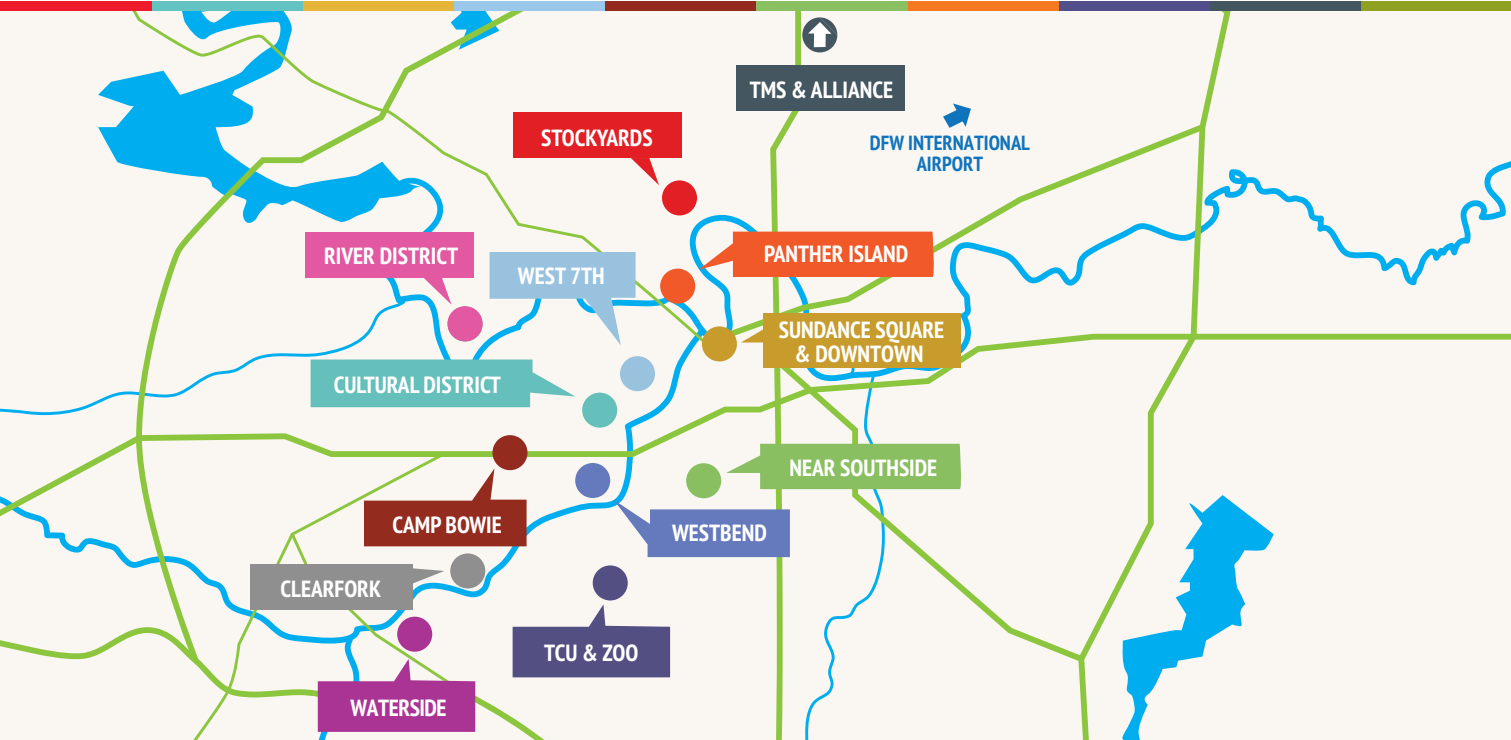 TMS & ALLIANCE
STOCKYARDS
DFW INTERNATIONAL
AIRPORT
RIVER DISTRICT
WEST 7TH
PANTHER ISLAND
SUNDANCE SQUARE
& DOWNTOWN
CULTURAL DISTRICT
NEAR SOUTHSIDE
CAMP BOWIE
WESTBEND
CLEARFORK
TCU & ZOO
WATERSIDE